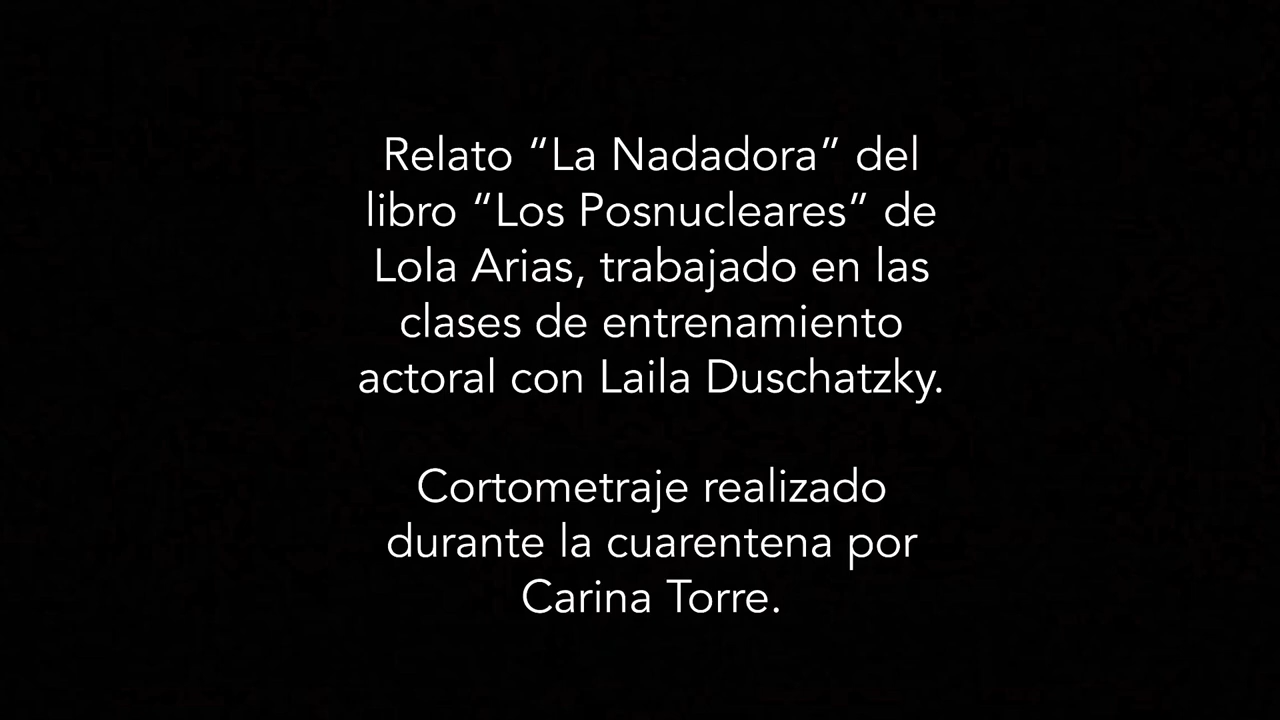 Relato “La Nadadora” del
libro “Los Posnucleares” de
Lola Arias, trabajado en las
clases de entrenamiento
actoral con Laila Duschatzky.
Cortometraje realizado
durante la cuarentena por
Carina Torre.